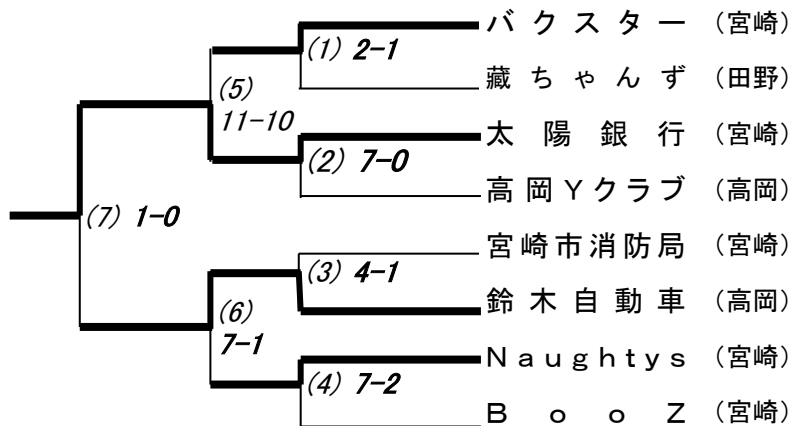 バクスター (宮崎)
(1) 2-1
藏ちゃんず (田野)
(5)
11-10
太陽銀行 (宮崎)
(2) 7-0
高岡Yクラブ (高岡)
(7) 1-0
宮崎市消防局 (宮崎)
(3) 4-1
鈴木自動車 (高岡)
(6)
7-1
Naughtys (宮崎)
(4) 7-2
BooZ (宮崎)